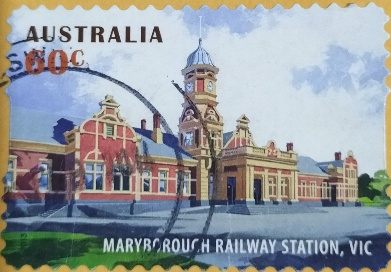 AUSTRALIA
60c
MARYBOROUGH RAILWAY STATION, VIC